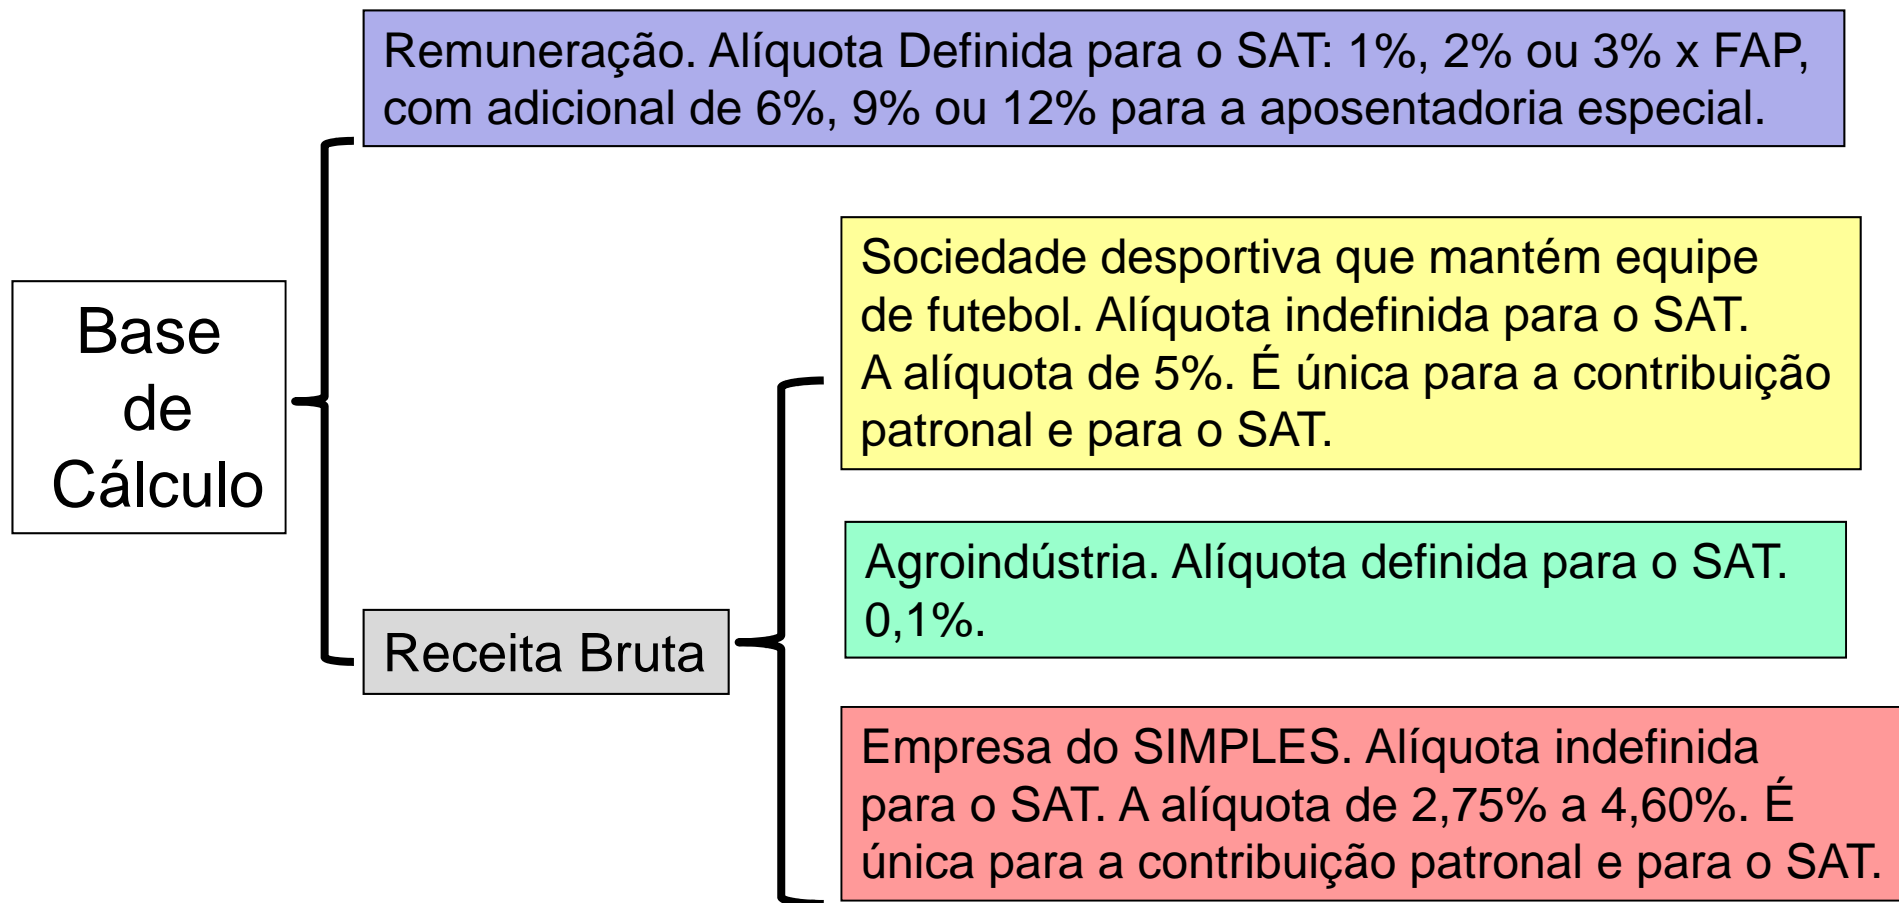 Remuneração. Alíquota Definida para o SAT: 1%, 2% ou 3% x FAP,
com adicional de 6%, 9% ou 12% para a aposentadoria especial.
Base
de
Cálculo
Sociedade desportiva que mantém equipe
de futebol. Alíquota indefinida para o SAT.
A alíquota de 5%. É única para a contribuição
patronal e para o SAT.
Agroindústria. Alíquota definida para o SAT.
0,1%.
Receita Bruta
Empresa do SIMPLES. Alíquota indefinida
para o SAT. A alíquota de 2,75% a 4,60%. É
única para a contribuição patronal e para o SAT.